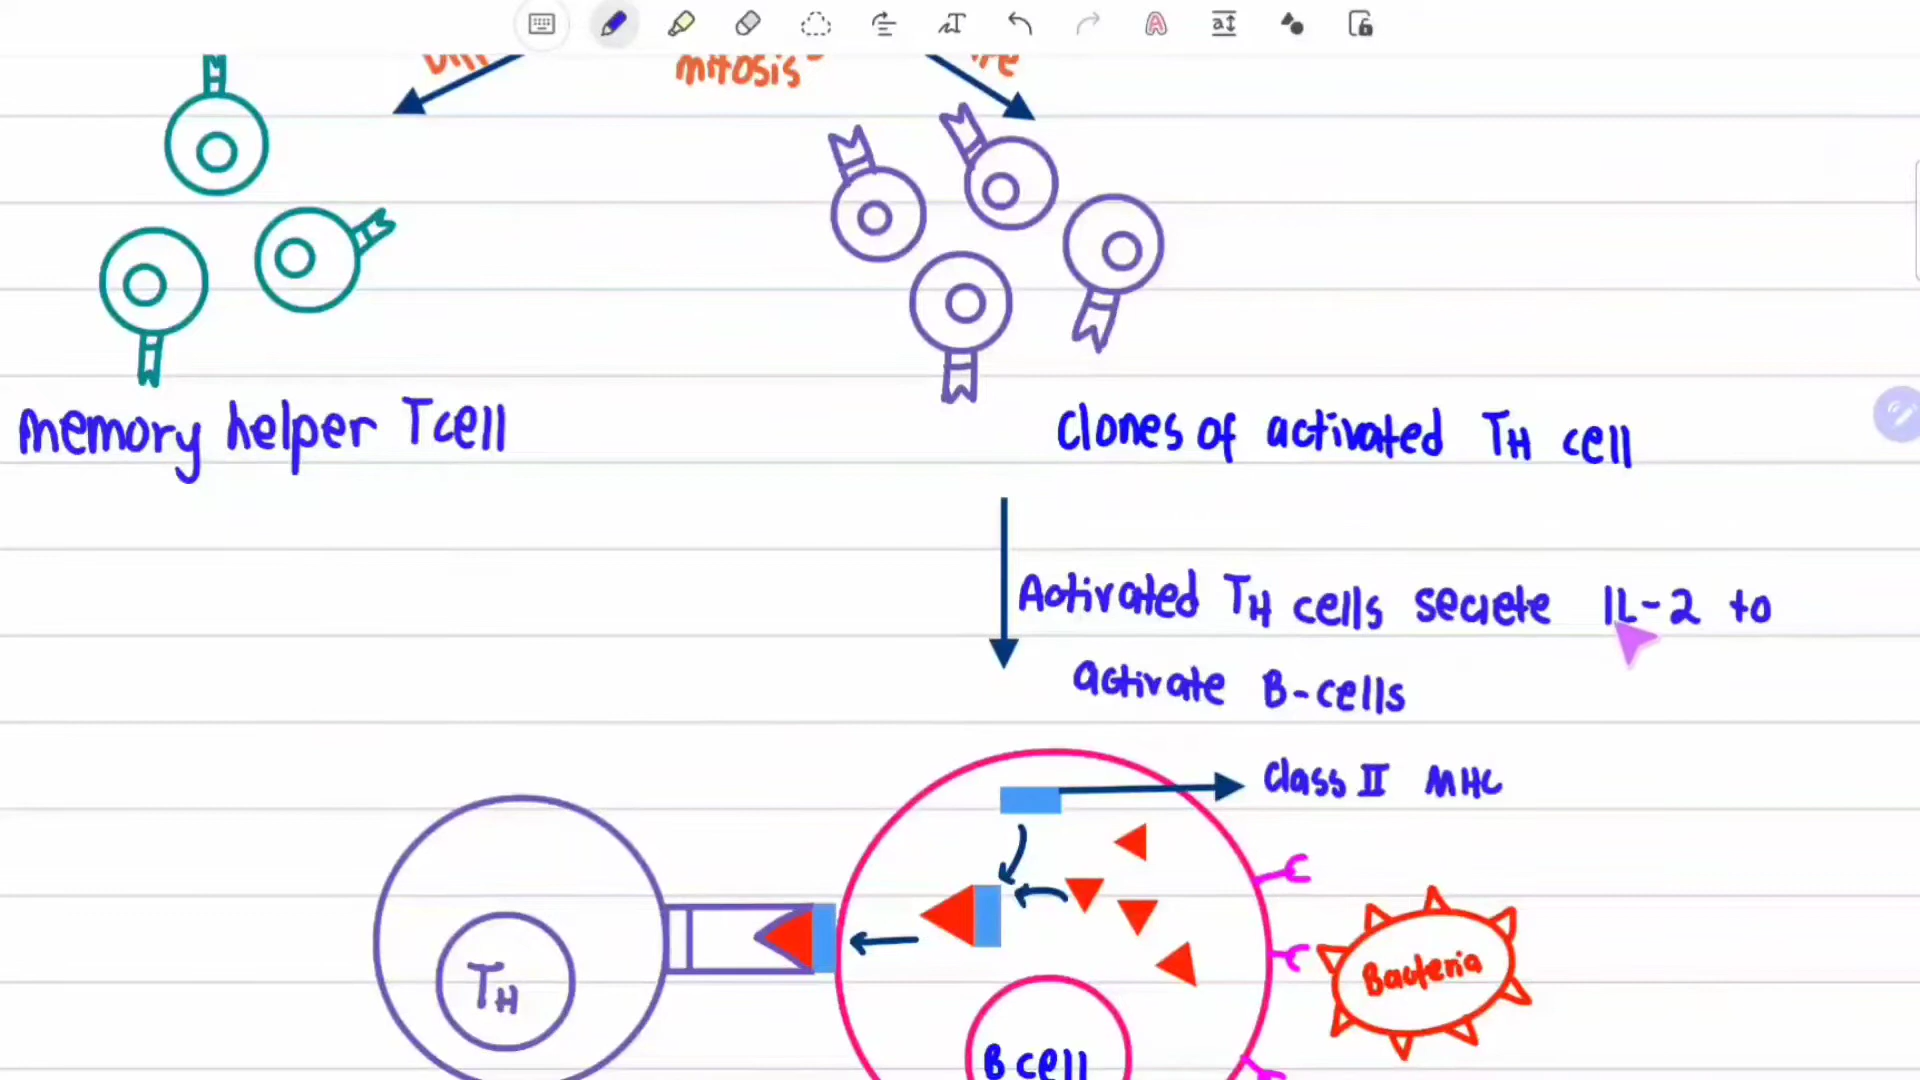 mitosis
memory helper T cell
clones of activated TH cell
Activated TH cells secrete IL-2 to
activate B-cells
class II MHC
Bacteria
TH
B cell